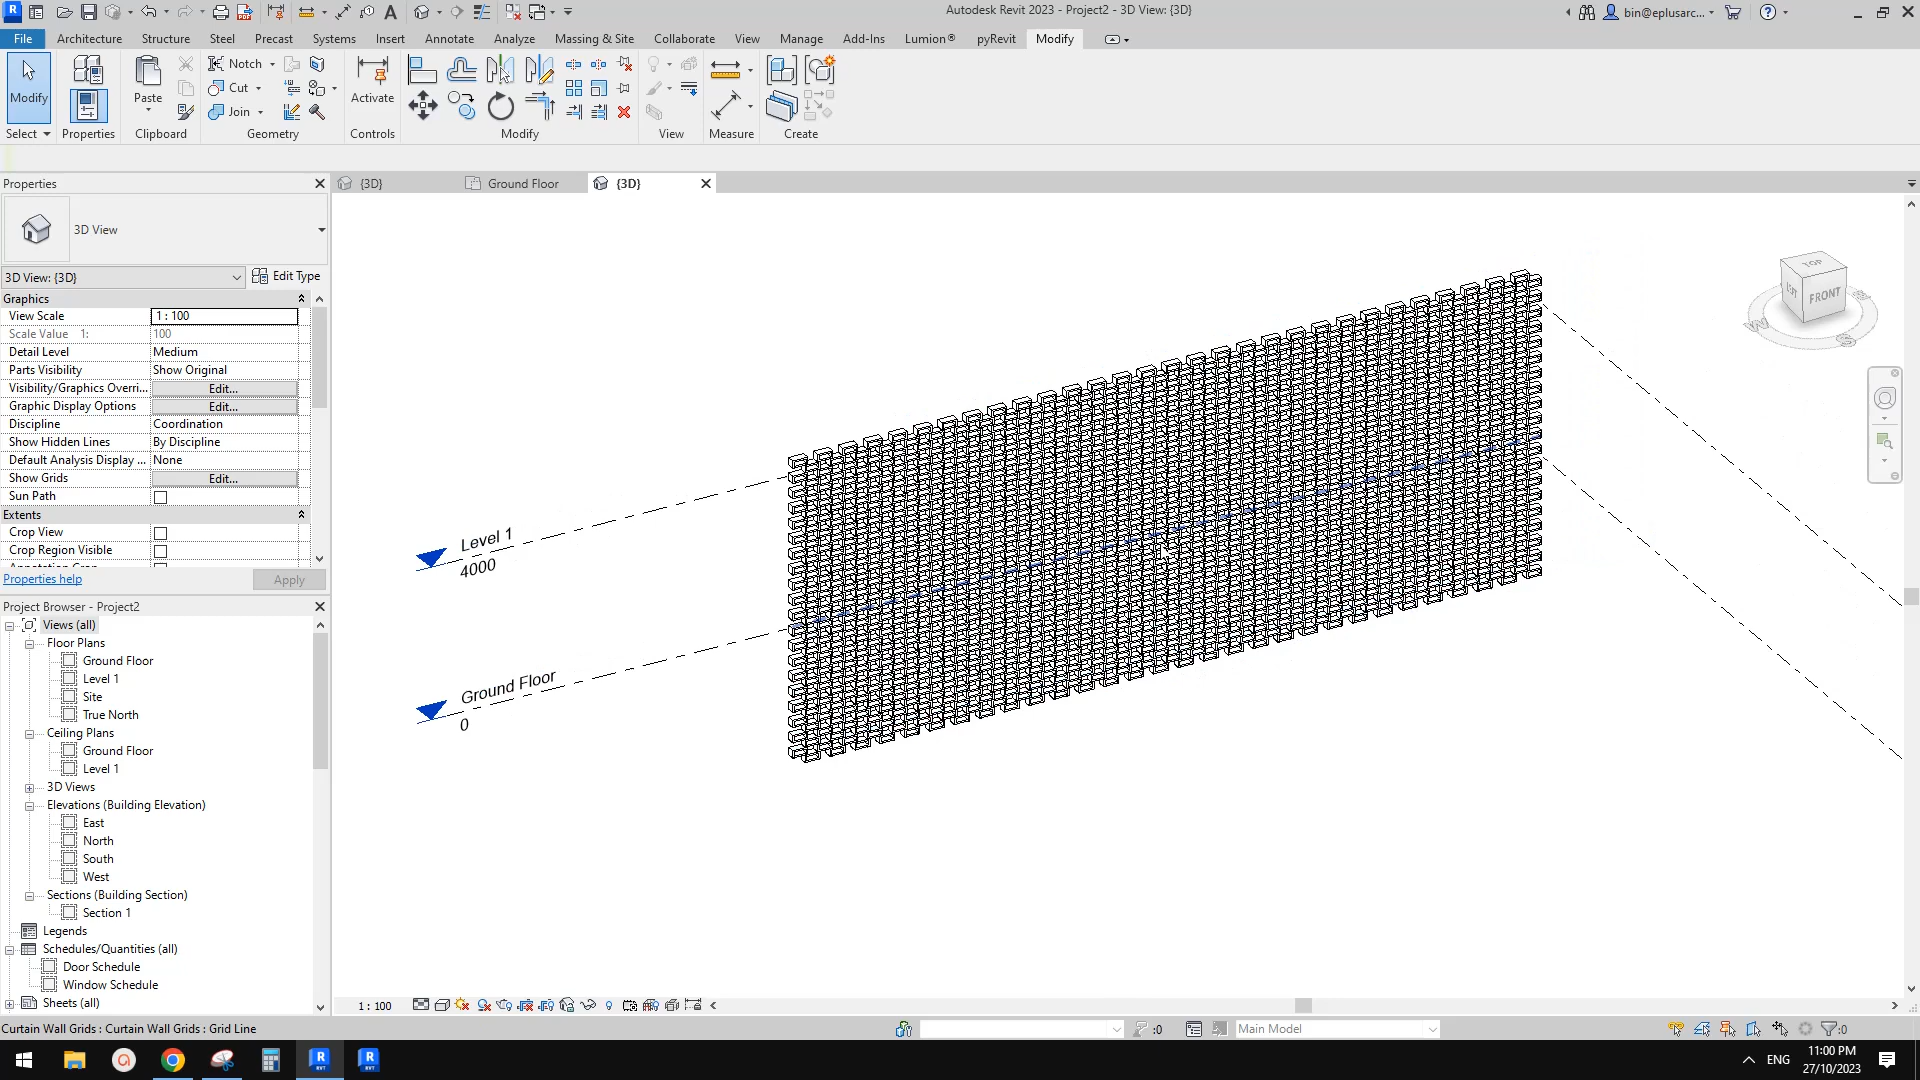 Autodesk Revit 2023 - Project2 - 3D View: {3D}
bin@eplusarc...
File Architecture Structure Steel Precast Systems Insert Annotate Analyze Massing & Site Collaborate View Manage Add-Ins Lumion® pyRevit Modify
Modify
Paste
Notch
Cut
Join
Activate
Select Properties Clipboard Geometry Controls Modify View Measure Create
Properties
{3D}
Ground Floor
{3D}
3D View
3D View: {3D}
Edit Type
Graphics
View Scale 1 : 100
Scale Value 1: 100
Detail Level Medium
Parts Visibility Show Original
Visibility/Graphics Overri... Edit...
Graphic Display Options Edit...
Discipline Coordination
Show Hidden Lines By Discipline
Default Analysis Display ... None
Show Grids Edit...
Sun Path
Extents
Crop View
Crop Region Visible
Properties help
Apply
Project Browser - Project2
Views (all)
Floor Plans
Ground Floor
Level 1
Site
True North
Ceiling Plans
Ground Floor
Level 1
3D Views
Elevations (Building Elevation)
East
North
South
West
Sections (Building Section)
Section 1
Legends
Schedules/Quantities (all)
Door Schedule
Window Schedule
Sheets (all)
Level 1
4000
Ground Floor
0
TOP
LEFT
FRONT
W
S
1 : 100
Curtain Wall Grids : Curtain Wall Grids : Grid Line
:0
Main Model
:0
ENG
11:00 PM
27/10/2023